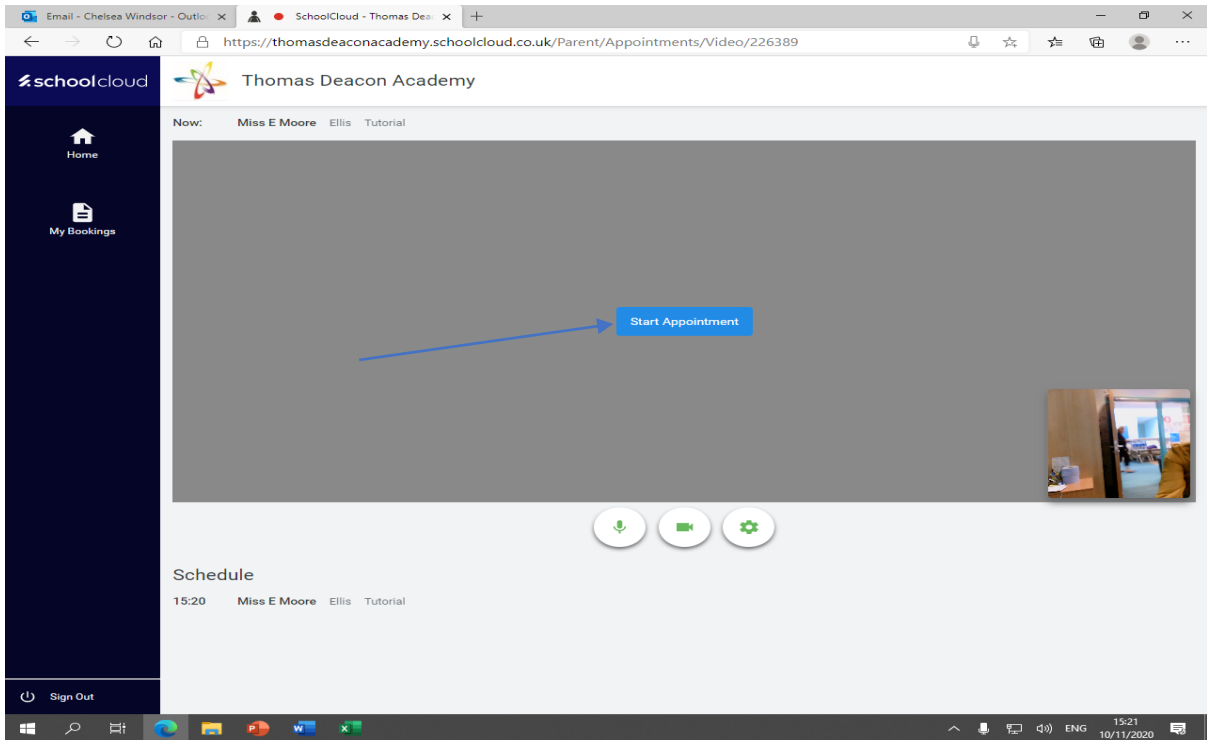 Email - Chelsea Windsor - Outlo
SchoolCloud - Thomas Dea
https://thomasdeaconacademy.schoolcloud.co.uk/Parent/Appointments/Video/226389
schoolcloud
Thomas Deacon Academy
Now: Miss E Moore Ellis Tutorial
Home
My Bookings
Start Appointment
Schedule
15:20 Miss E Moore Ellis Tutorial
Sign Out
ENG
15:21
10/11/2020